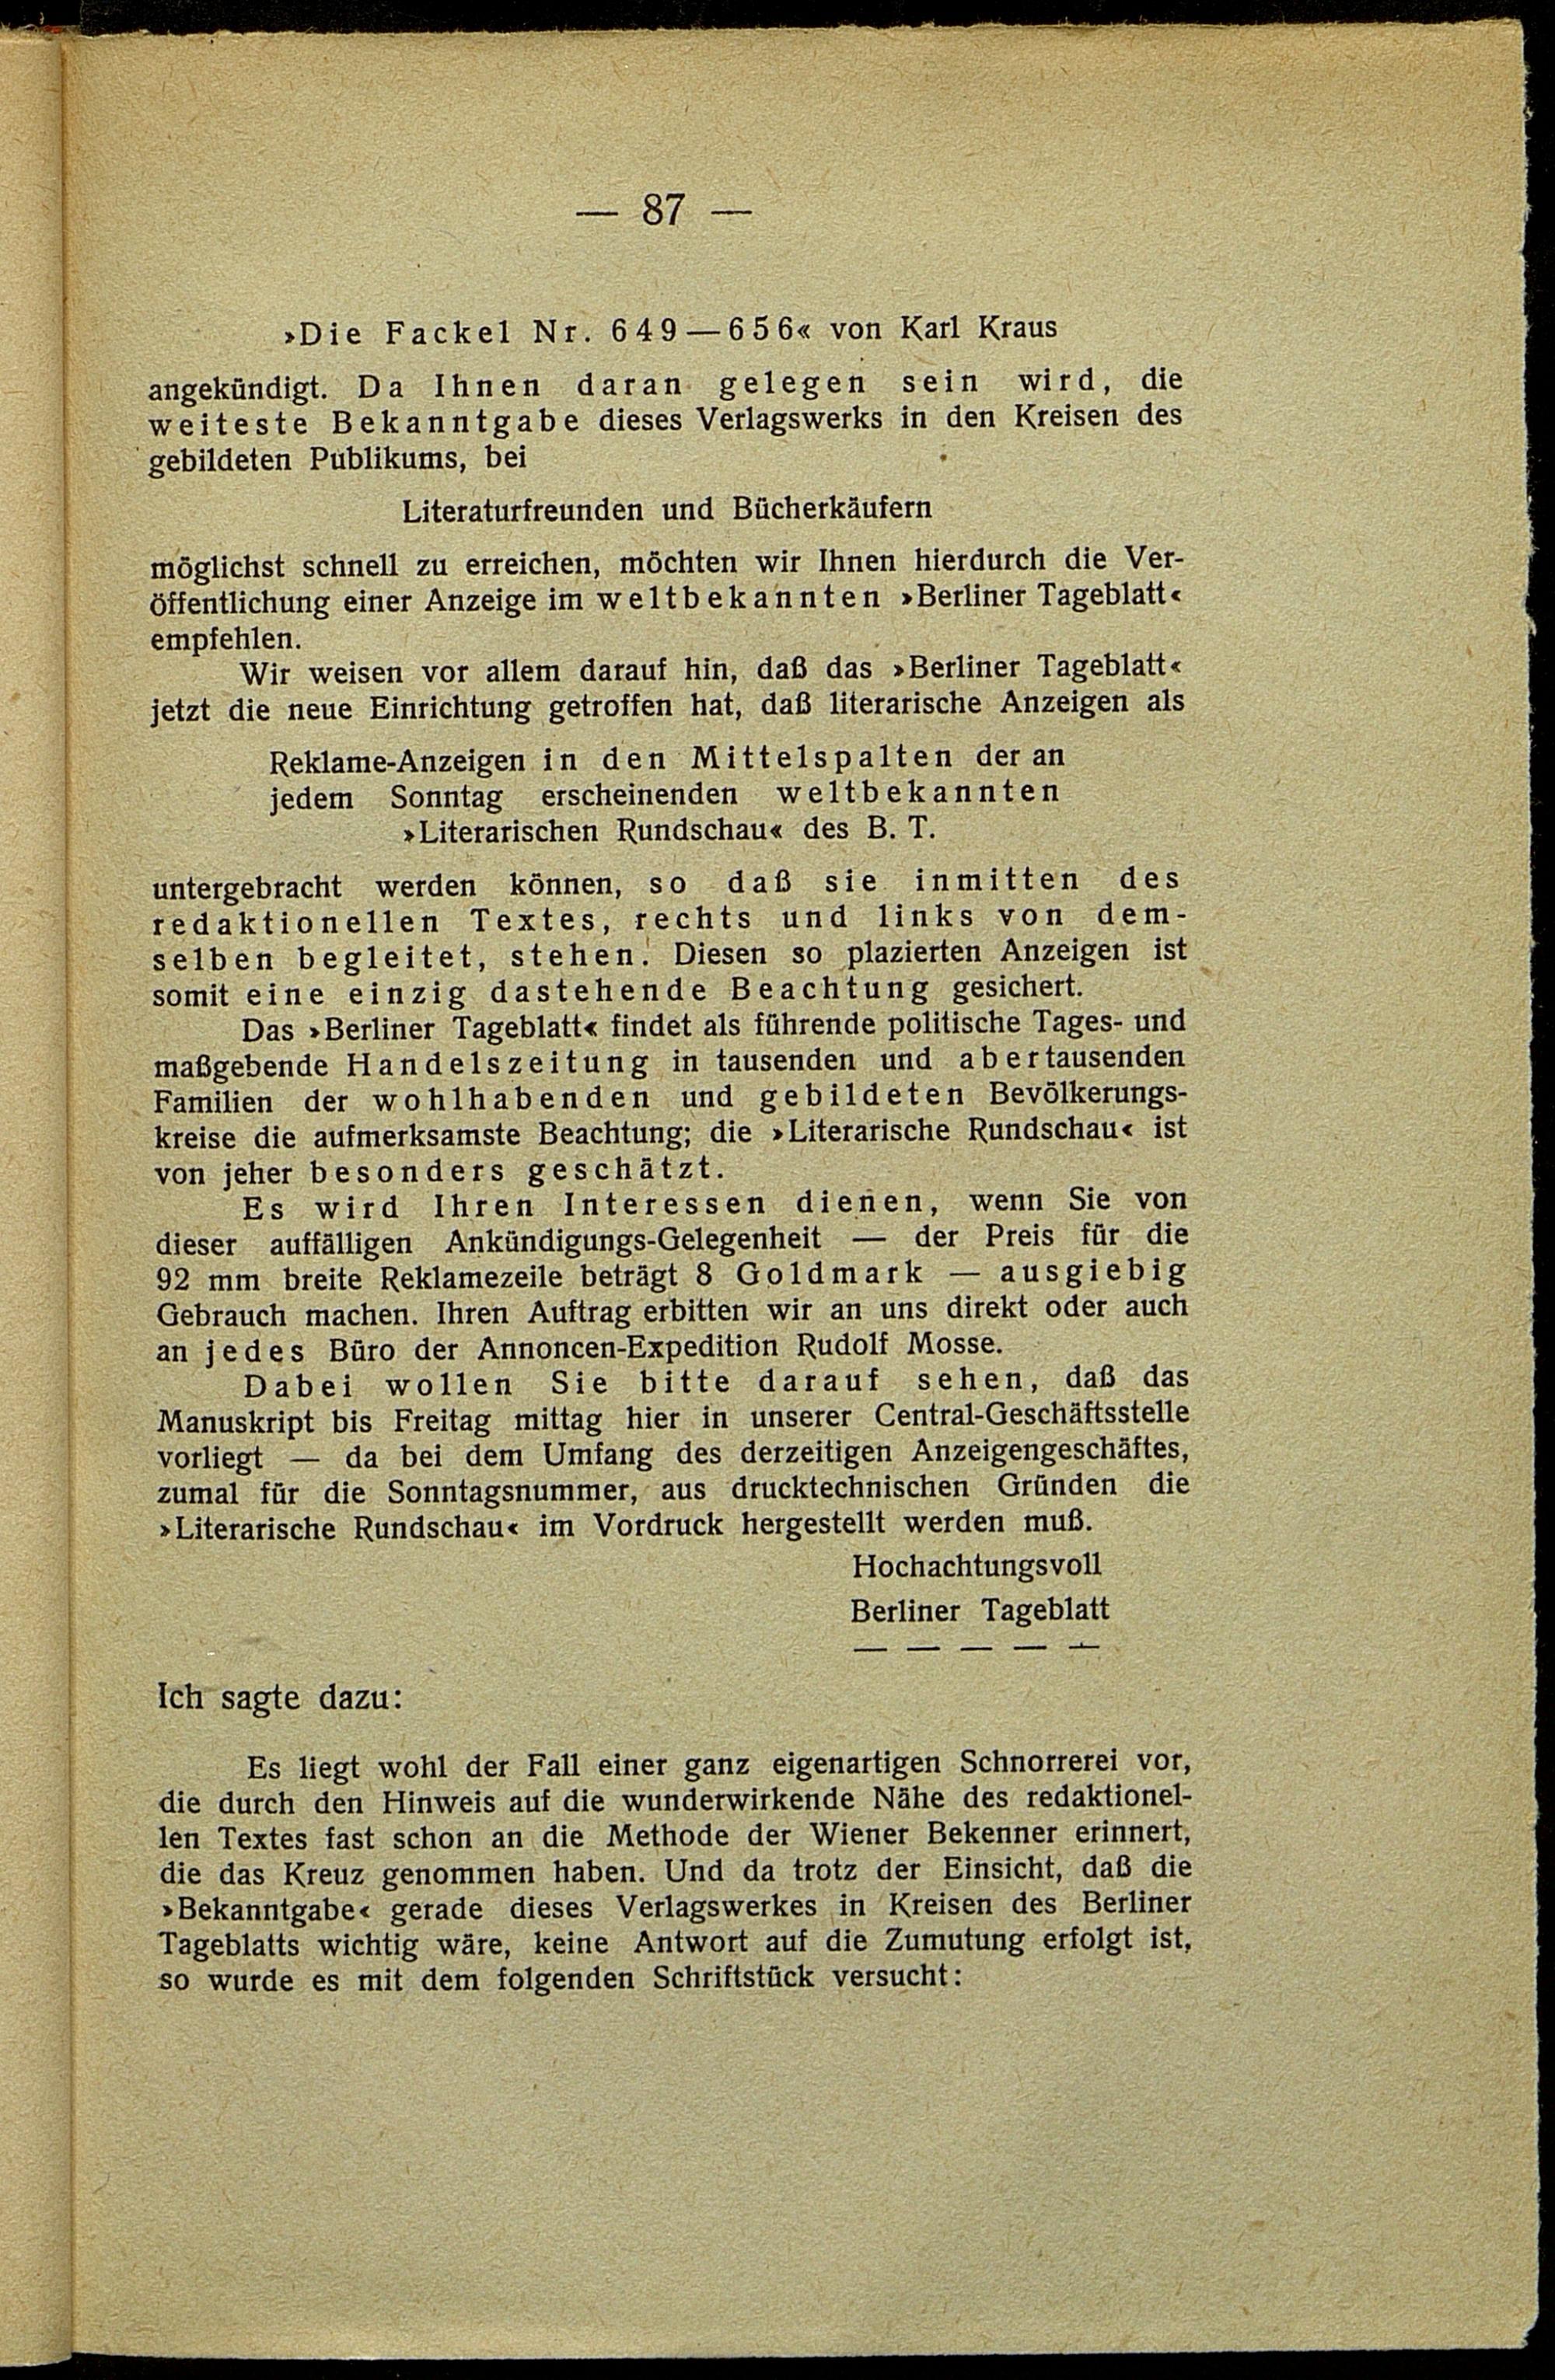 — 87 —
»Die Fackel Nr. 649—656« von Karl Kraus
angekündigt. Da Ihnen daran gelegen sein wird, die
weiteste Bekanntgabe dieses Verlagswerks in den Kreisen des
gebildeten Publikums, bei
Literaturfreunden und Bücherkäufern
möglichst schnell zu erreichen, möchten wir Ihnen hierdurch die Ver-
öffentlichung einer Anzeige im weltbekannten »Berliner Tageblatt«
empfehlen.
Wir weisen vor allem darauf hin, daß das »Berliner Tageblatt«
jetzt die neue Einrichtung getroffen hat, daß literarische Anzeigen als
Reklame-Anzeigen in den Mittelspalten der an
jedem Sonntag erscheinenden weltbekannten
»Literarischen Rundschau« des B. T.
untergebracht werden können, so daß sie inmitten des
redaktionellen Textes, rechts und links von dem-
selben begleitet, stehen. Diesen so plazierten Anzeigen ist
somit eine einzig dastehende Beachtung gesichert.
Das »Berliner Tageblatt« findet als führende politische Tages- und
maßgebende Handelszeitung in tausenden und abertausenden
Familien der wohlhabenden und gebildeten Bevölkerungs-
kreise die aufmerksamste Beachtung; die »Literarische Rundschau« ist
von jeher besonders geschätzt.
Es wird Ihren Interessen dienen, wenn Sie von
dieser auffälligen Ankündigungs-Gelegenheit — der Preis für die
92 mm breite Reklamezeile beträgt 8 Goldmark — ausgiebig
Gebrauch machen. Ihren Auftrag erbitten wir an uns direkt oder auch
an jedes Büro der Annoncen-Expedition Rudolf Mosse.
Dabei wollen Sie bitte darauf sehen, daß das
Manuskript bis Freitag mittag hier in unserer Central-Geschäftsstelle
vorliegt — da bei dem Umfang des derzeitigen Anzeigengeschäftes,
zumal für die Sonntagsnummer, aus drucktechnischen Gründen die
»Literarische Rundschau« im Vordruck hergestellt werden muß.
Hochachtungsvoll
Berliner Tageblatt
— — — — —
Ich sagte dazu:
Es liegt wohl der Fall einer ganz eigenartigen Schnorrerei vor,
die durch den Hinweis auf die wunderwirkende Nähe des redaktionel-
len Textes fast schon an die Methode der Wiener Bekenner erinnert,
die das Kreuz genommen haben. Und da trotz der Einsicht, daß die
»Bekanntgabe« gerade dieses Verlagswerkes in Kreisen des Berliner
Tageblatts wichtig wäre, keine Antwort auf die Zumutung erfolgt ist,
so wurde es mit dem folgenden Schriftstück versucht: